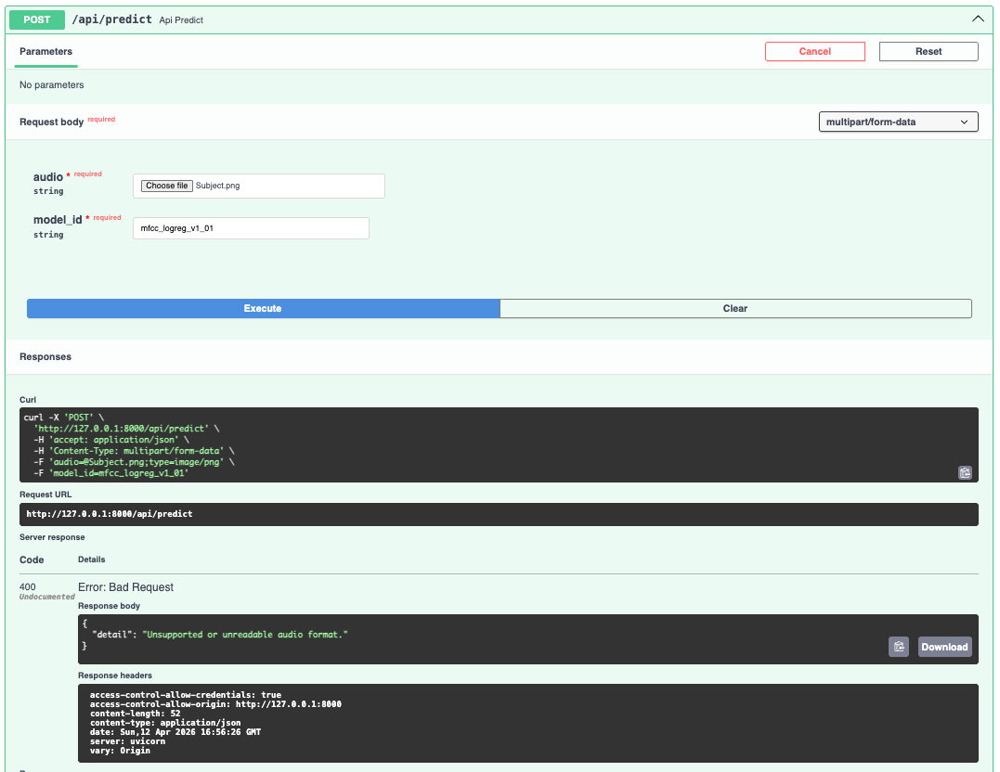 POST /api/predict Api Predict
Parameters
Cancel
Reset
No parameters
Request body required
multipart/form-data
audio * required
string
Choose file Subject.png
model_id * required
string
mfcc_logreg_v1_01
Execute
Clear
Responses
Curl
curl -X 'POST' \
'http://127.0.0.1:8000/api/predict' \
-H 'accept: application/json' \
-H 'Content-Type: multipart/form-data' \
-F 'audio=@Subject.png;type=image/png' \
-F 'model_id=mfcc_logreg_v1_01'
Request URL
http://127.0.0.1:8000/api/predict
Server response
Code Details
400
Undocumented
Error: Bad Request
Response body
{
"detail": "Unsupported or unreadable audio format."
}
Download
Response headers
access-control-allow-credentials: true
access-control-allow-origin: http://127.0.0.1:8000
content-length: 52
content-type: application/json
date: Sun,12 Apr 2026 16:56:26 GMT
server: uvicorn
vary: Origin